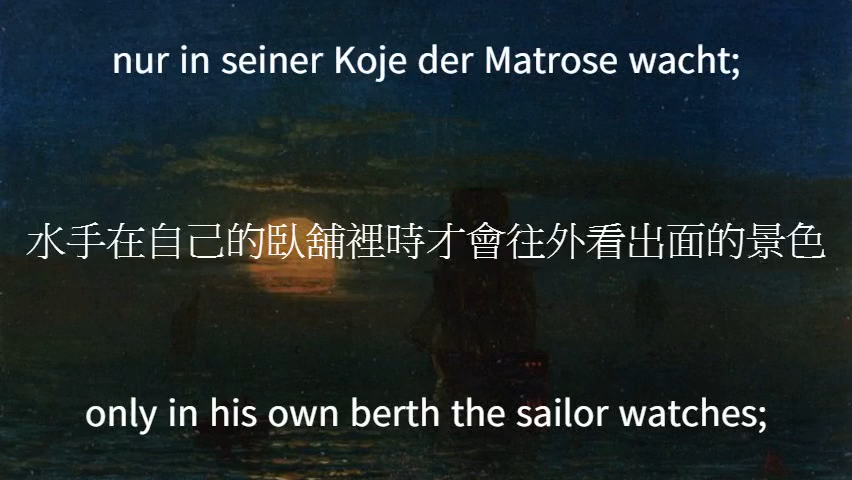 nur in seiner Koje der Matrose wacht;
水手在自己的臥舖裡時才會往外看出面的景色
only in his own berth the sailor watches;